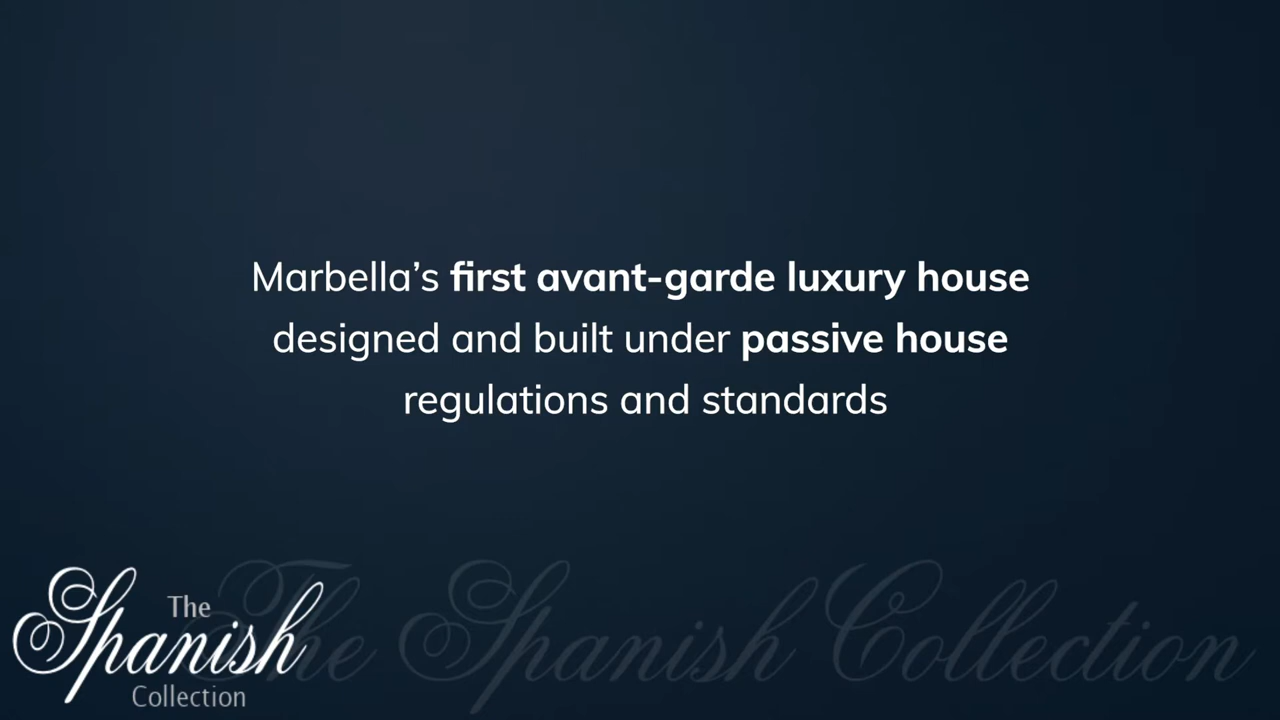 Marbella’s first avant-garde luxury house
designed and built under passive house
regulations and standards
The
Spanish
Collection
The Spanish Collection